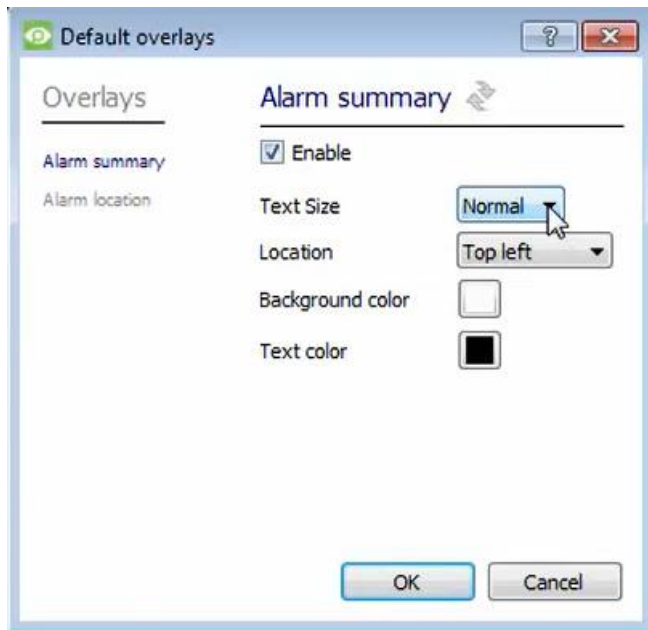 Default overlays
Overlays
Alarm summary
Alarm location
Alarm summary
Enable
Text Size Normal
Location Top left
Background color
Text color
OK Cancel